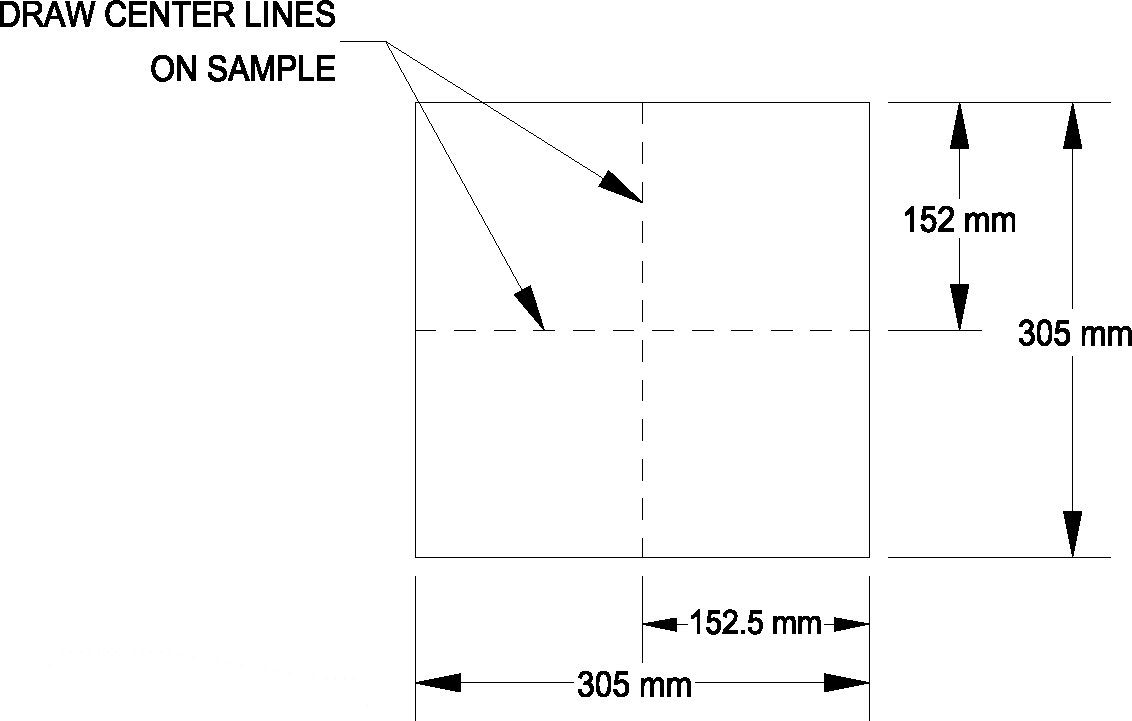 DRAW CENTER LINES
ON SAMPLE
152 mm
305 mm
152.5 mm
305 mm